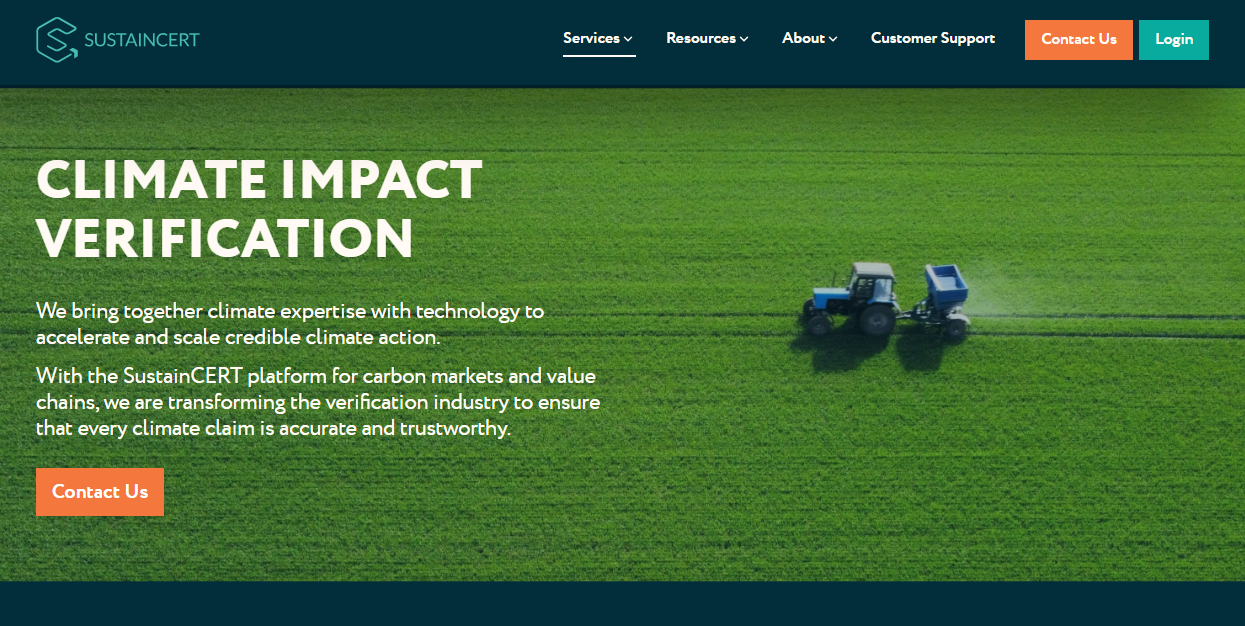 SUSTAINCERT
Services
Resources
About
Customer Support
Contact Us
Login
CLIMATE IMPACT
VERIFICATION
We bring together climate expertise with technology to
accelerate and scale credible climate action.
With the SustainCERT platform for carbon markets and value
chains, we are transforming the verification industry to ensure
that every climate claim is accurate and trustworthy.
Contact Us